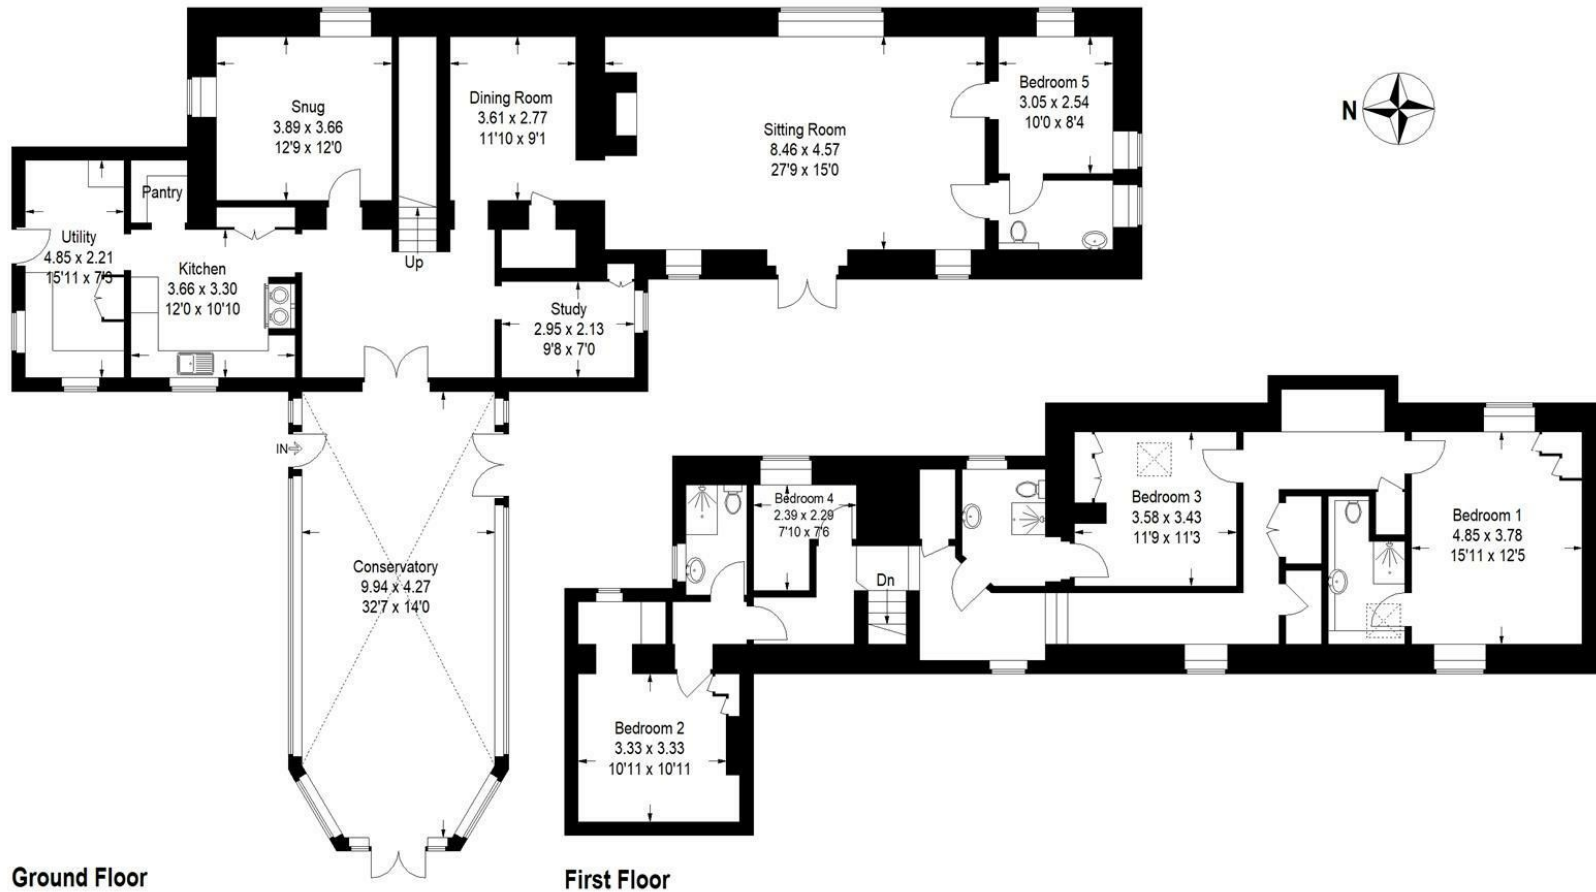 Snug
3.89 x 3.66
12'9 x 12'0
Dining Room
3.61 x 2.77
11'10 x 9'1
Sitting Room
8.46 x 4.57
27'9 x 15'0
Bedroom 5
3.05 x 2.54
10'0 x 8'4
N
Pantry
Utility
4.85 x 2.21
15'11 x 7'3
Kitchen
3.66 x 3.30
12'0 x 10'10
Up
Study
2.95 x 2.13
9'8 x 7'0
IN
Conservatory
9.94 x 4.27
32'7 x 14'0
Bedroom 4
2.39 x 2.29
7'10 x 7'6
Dn
Bedroom 3
3.58 x 3.43
11'9 x 11'3
Bedroom 1
4.85 x 3.78
15'11 x 12'5
Bedroom 2
3.33 x 3.33
10'11 x 10'11
Ground Floor
First Floor